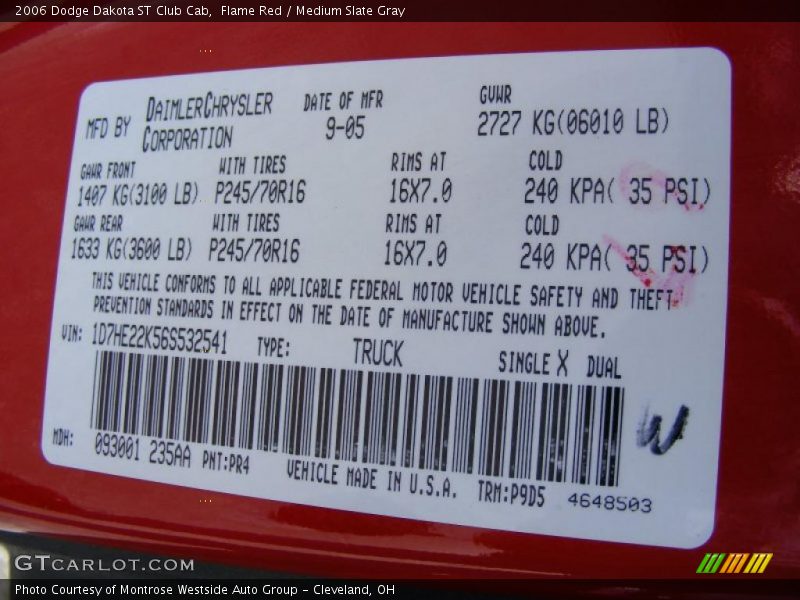 2006 Dodge Dakota ST Club Cab,  Flame Red / Medium Slate Gray
MFD BY DAIMLERCHRYSLER CORPORATION
DATE OF MFR 9-05
GVWR 2727 KG(06010 LB)
GAWR FRONT WITH TIRES RIMS AT COLD
1407 KG(3100 LB) P245/70R16 16X7.0 240 KPA( 35 PSI)
GAWR REAR WITH TIRES RIMS AT COLD
1633 KG(3600 LB) P245/70R16 16X7.0 240 KPA( 35 PSI)
THIS VEHICLE CONFORMS TO ALL APPLICABLE FEDERAL MOTOR VEHICLE SAFETY AND THEFT
PREVENTION STANDARDS IN EFFECT ON THE DATE OF MANUFACTURE SHOWN ABOVE.
VIN: 1D7HE22K56S532541 TYPE: TRUCK SINGLE X DUAL
W
MDH: 093001 235AA PNT:PR4 VEHICLE MADE IN U.S.A. TRM:P9D5 4648503
GTCARLOT.COM
Photo Courtesy of Montrose Westside Auto Group - Cleveland, OH